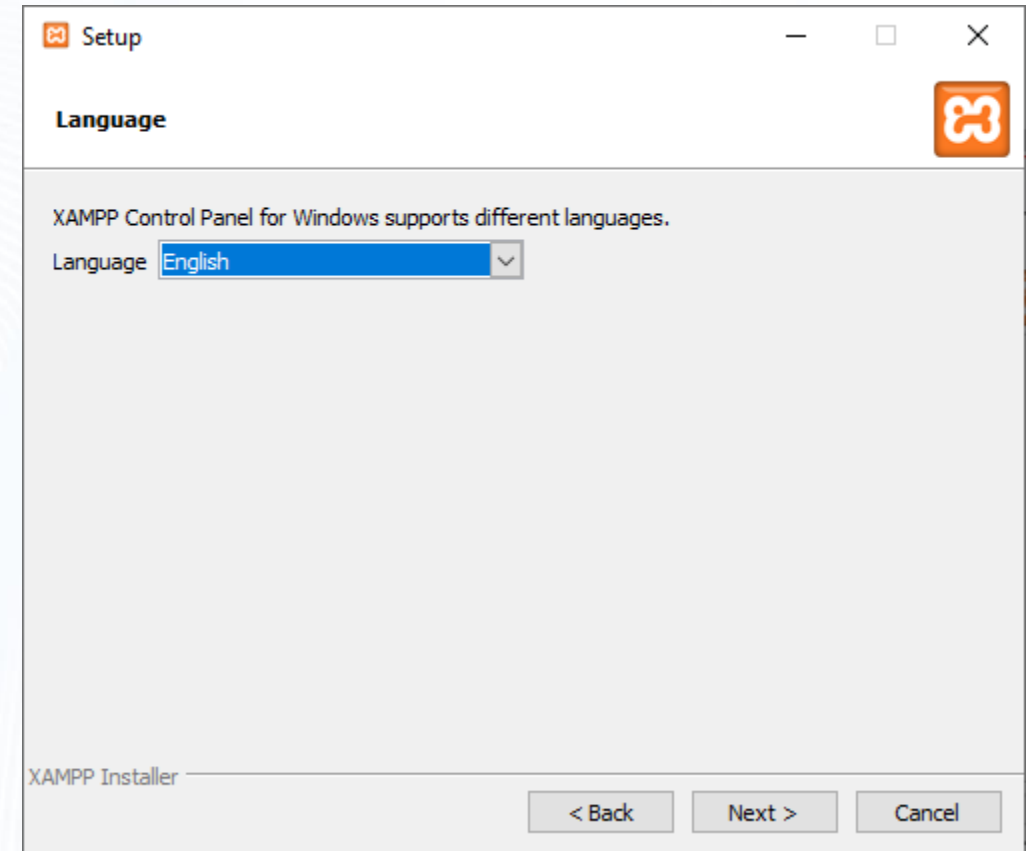 Setup
Language
XAMPP Control Panel for Windows supports different languages.
Language English
XAMPP Installer
< Back Next > Cancel